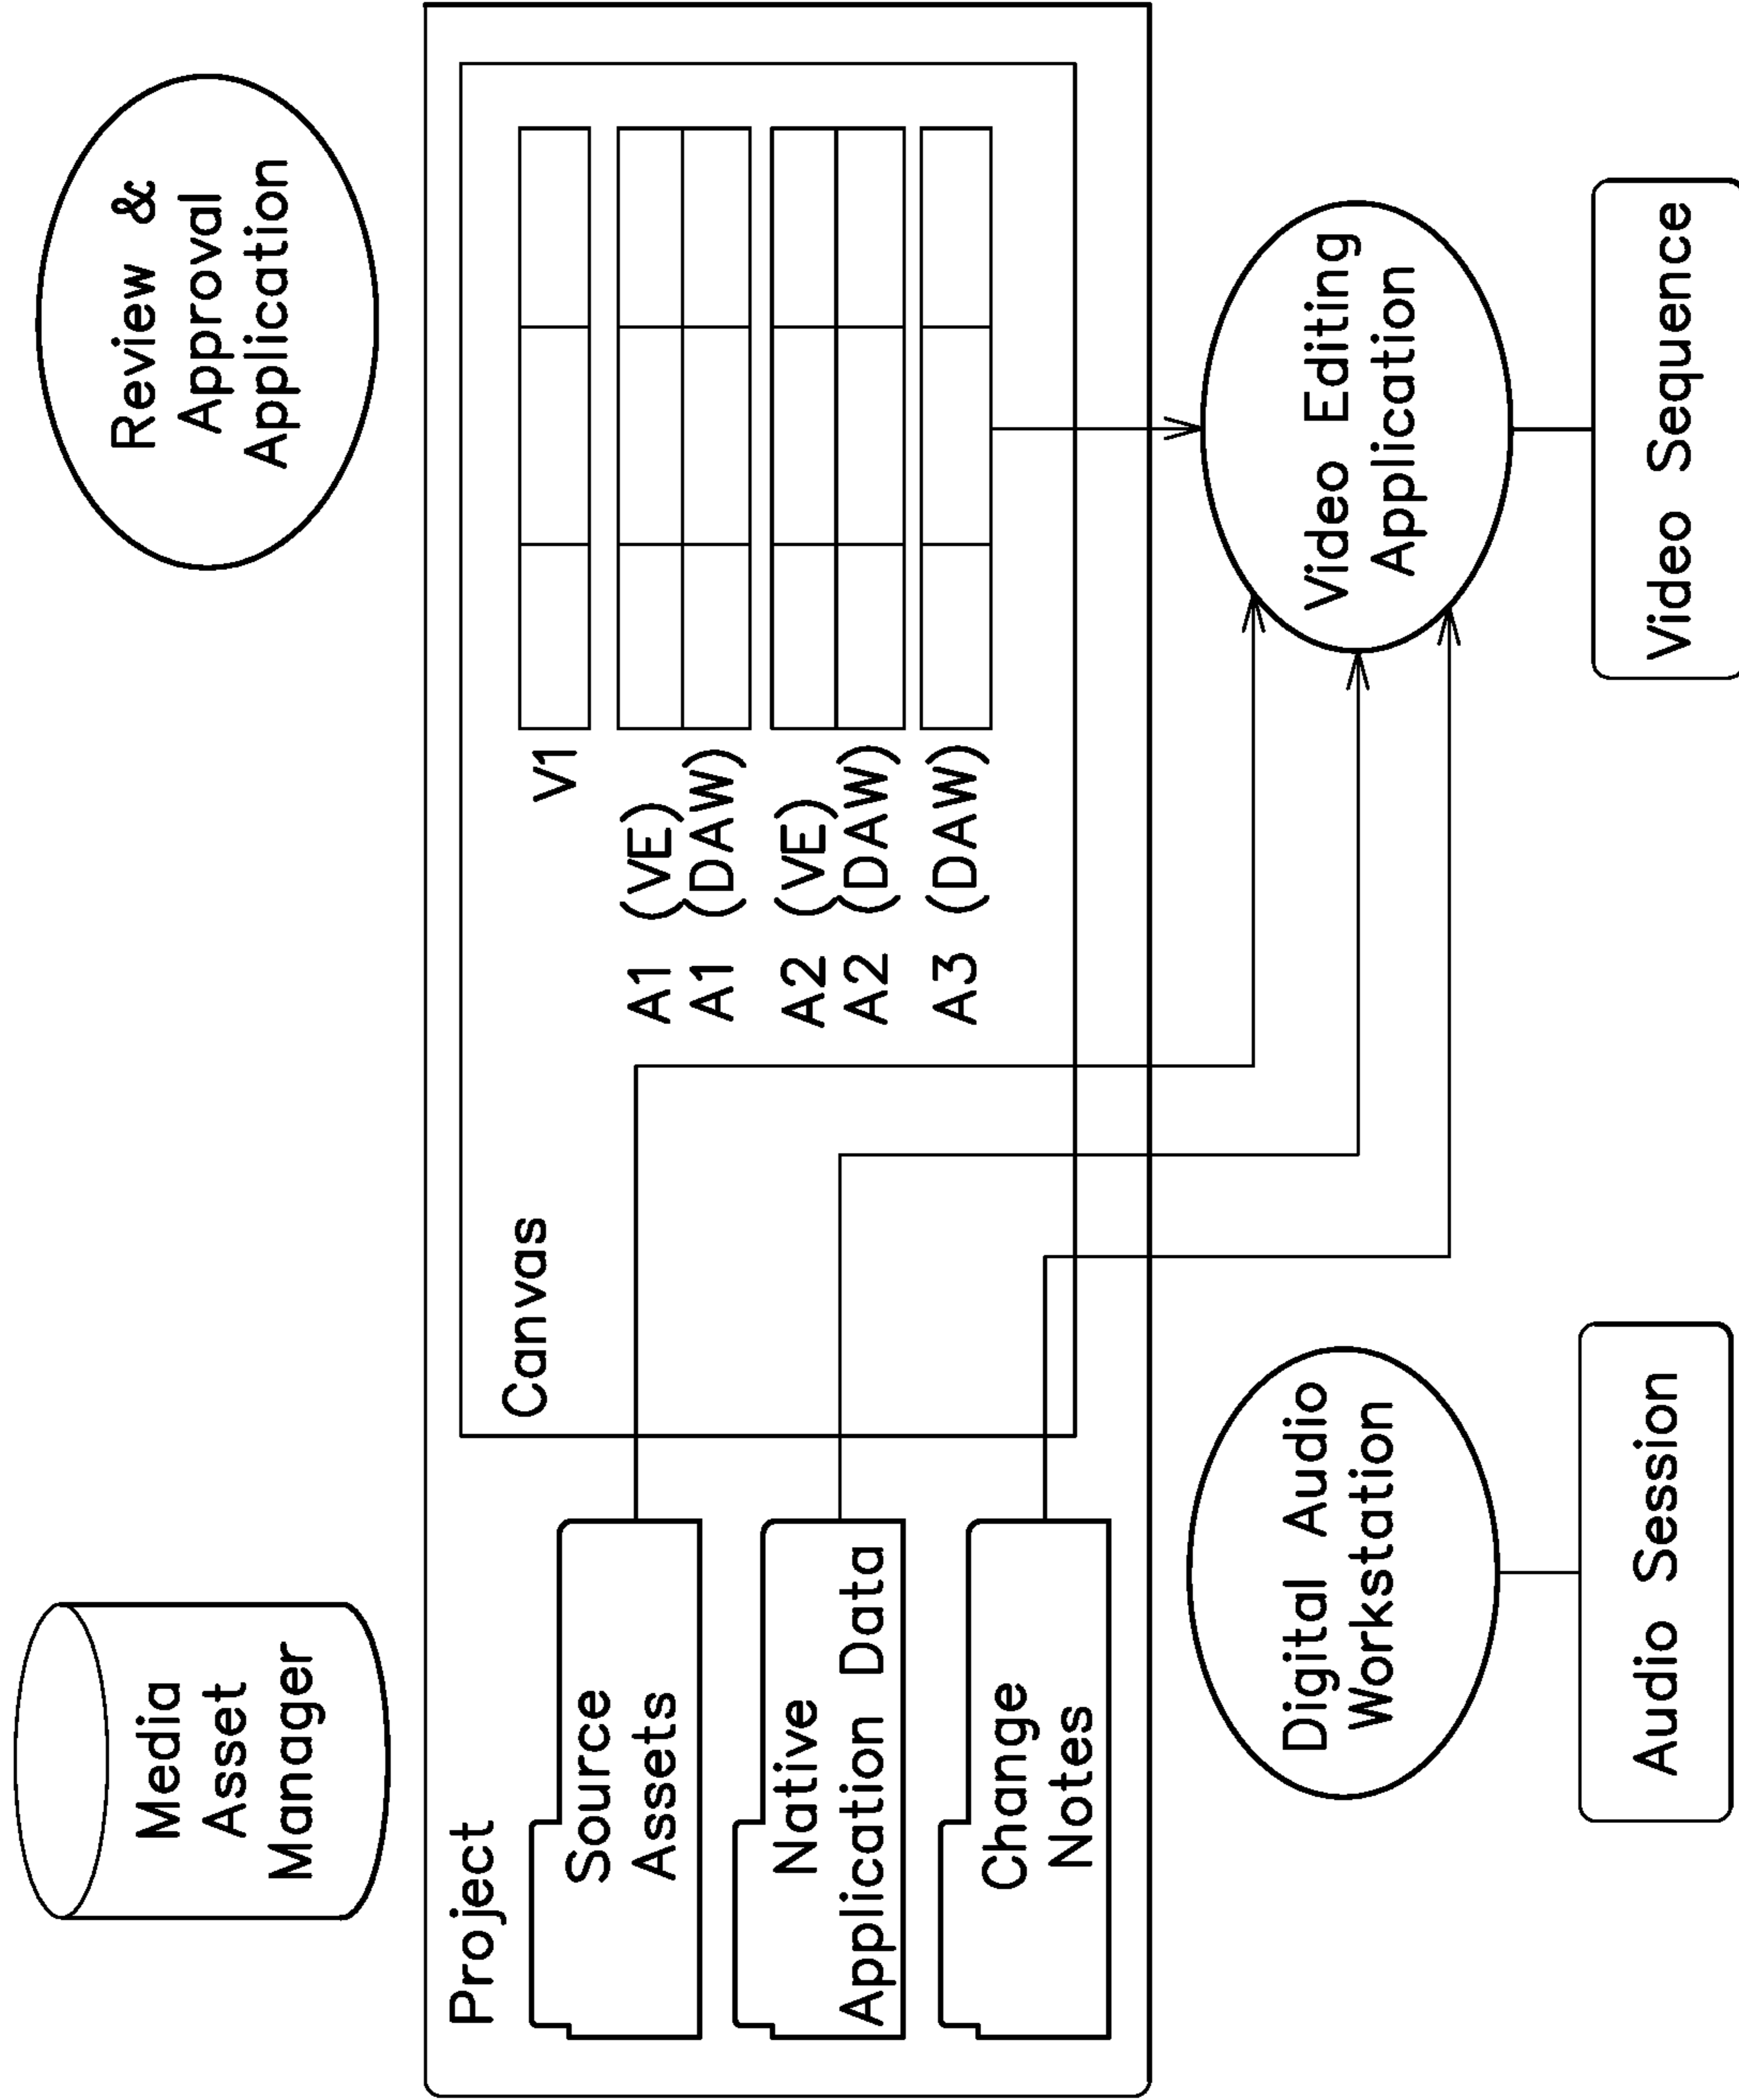 Media
Asset
Manager
Review &
Approval
Application
Project
Source
Assets
Native
Application Data
Change
Notes
Canvas
V1
A1 (VE)
A1 (DAW)
A2 (VE)
A2 (DAW)
A3 (DAW)
Digital Audio
Workstation
Video Editing
Application
Audio Session
Video Sequence